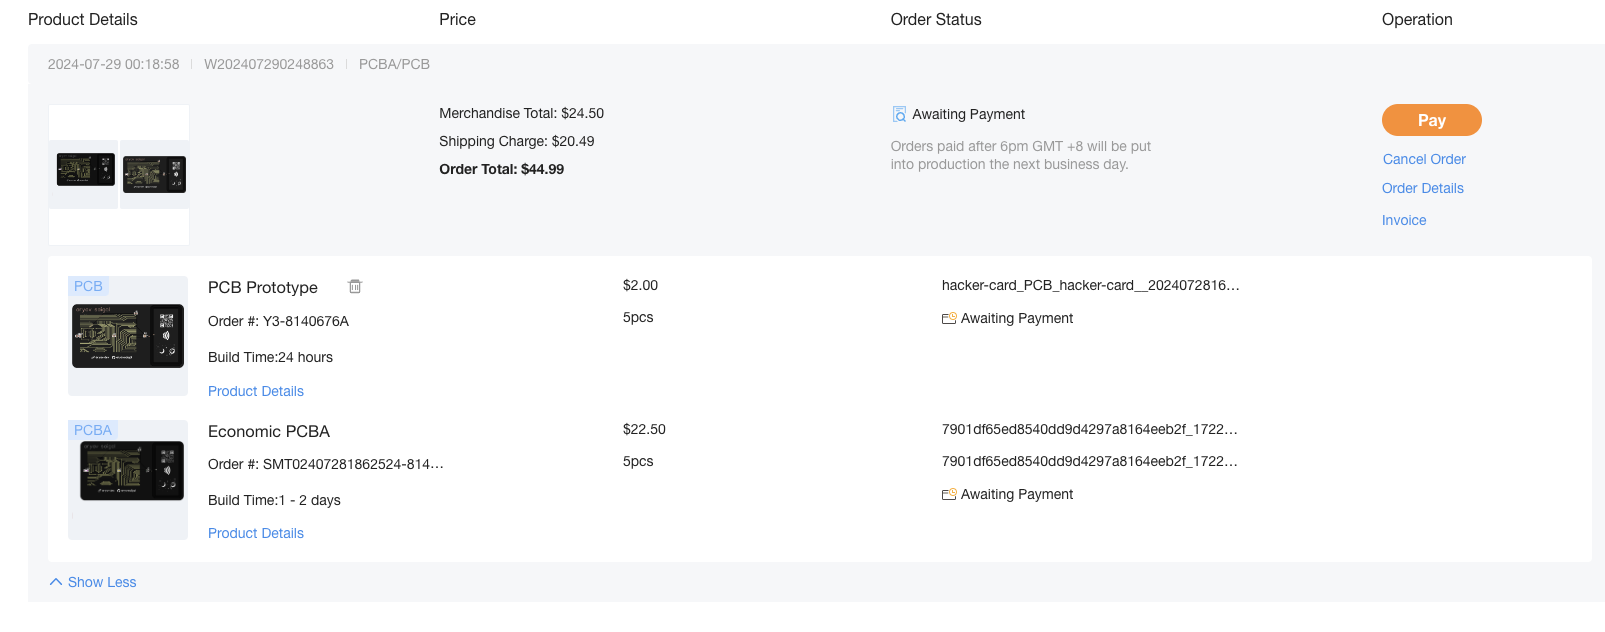 Product Details Price Order Status Operation
2024-07-29 00:18:58 W202407290248863 PCBA/PCB
Merchandise Total: $24.50
Shipping Charge: $20.49
Order Total: $44.99
Awaiting Payment
Orders paid after 6pm GMT +8 will be put
into production the next business day.
Pay
Cancel Order
Order Details
Invoice
PCB
PCB Prototype
Order #: Y3-8140676A
Build Time:24 hours
Product Details
$2.00
5pcs
hacker-card_PCB_hacker-card__2024072816...
Awaiting Payment
PCBA
Economic PCBA
Order #: SMT02407281862524-814...
Build Time:1 - 2 days
Product Details
$22.50
5pcs
7901df65ed8540dd9d4297a8164eeb2f_1722...
7901df65ed8540dd9d4297a8164eeb2f_1722...
Awaiting Payment
Show Less